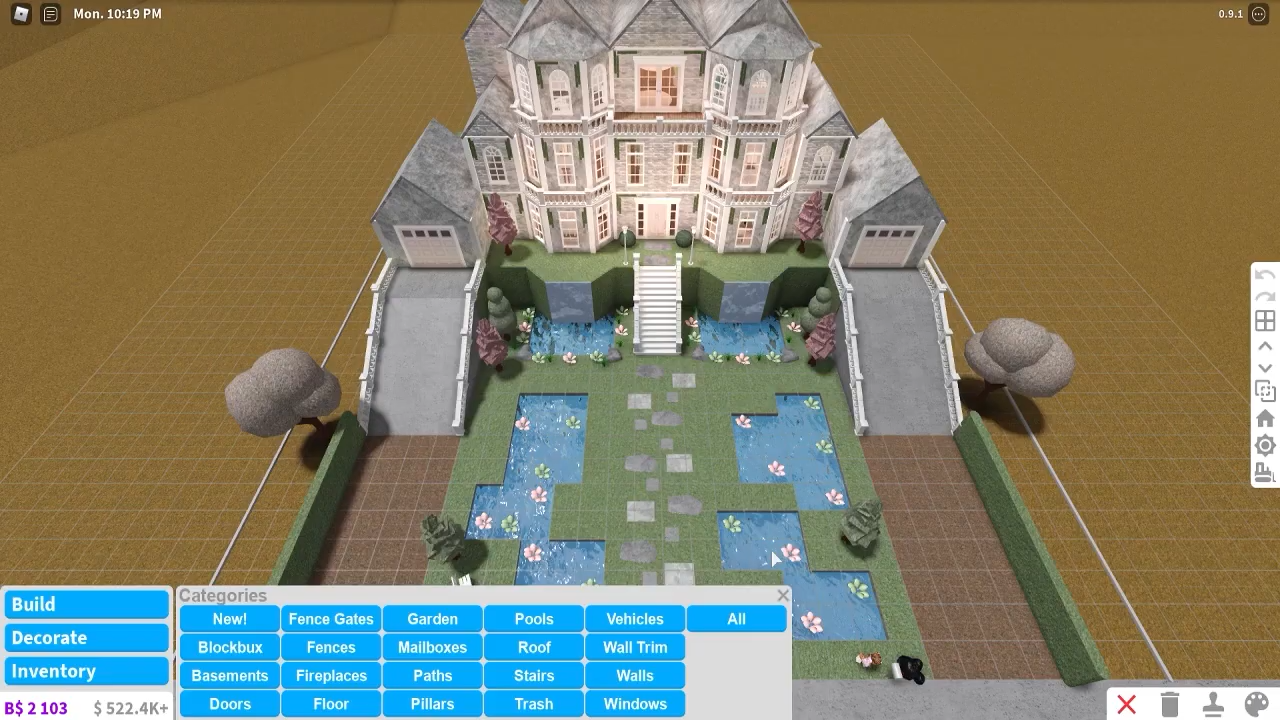 Mon. 10:19 PM
0.9.1
Build
Decorate
Inventory
B$ 2 103
$ 522.4K+
Categories
New! Fence Gates Garden Pools Vehicles All
Blockbux Fences Mailboxes Roof Wall Trim
Basements Fireplaces Paths Stairs Walls
Doors Floor Pillars Trash Windows